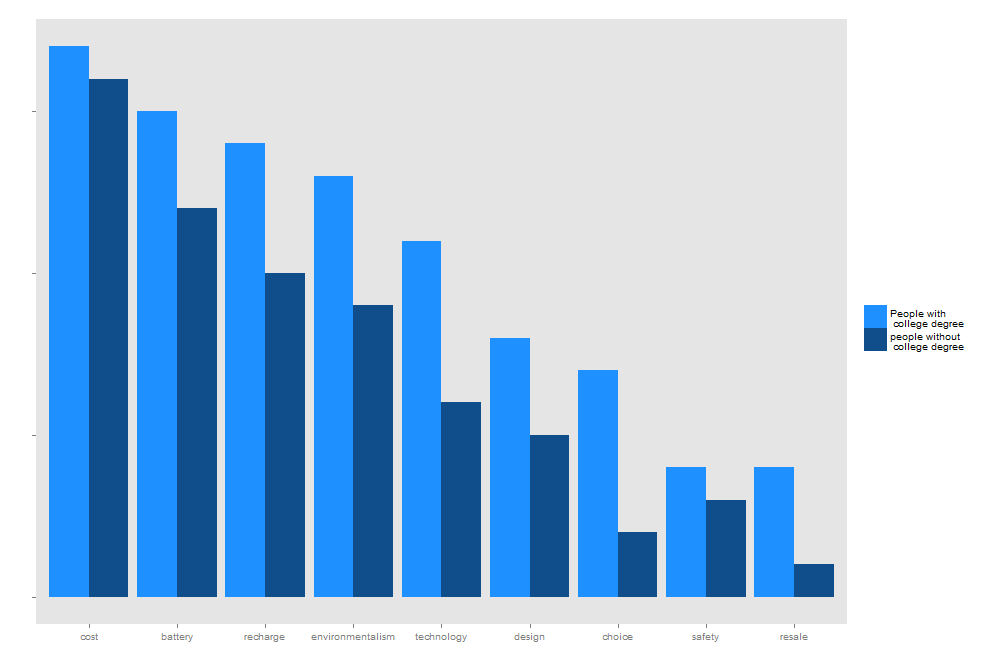 People with
college degree
people without
college degree
cost battery recharge environmentalism technology design choice safety resale